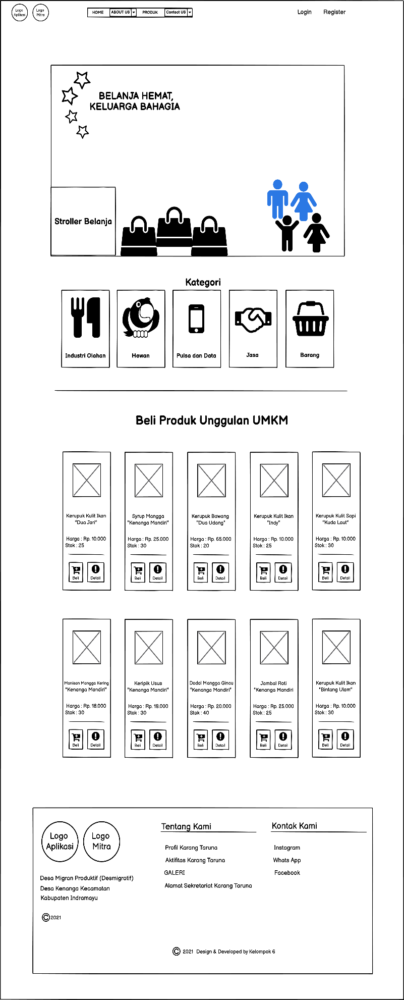 Logo
Aplikasi
Logo
Mitra
HOME
ABOUT US
PRODUK
Contact US
Login
Register
BELANJA HEMAT,
KELUARGA BAHAGIA
Stroller Belanja
Kategori
Industri Olahan
Hewan
Pulsa dan Data
Jasa
Barang
Beli Produk Unggulan UMKM
Kerupuk Kulit Ikan
"Dua Jari"
Harga : Rp. 10.000
Stok : 25
Beli
Detail
Syrup Mangga
"Kenanga Mandiri"
Harga : Rp. 25.000
Stok : 30
Beli
Detail
Kerupuk Bawang
"Dua Udang"
Harga : Rp. 65.000
Stok : 20
Beli
Detail
Kerupuk Kulit Ikan
"Indy"
Harga : Rp. 10.000
Stok : 25
Beli
Detail
Kerupuk Kulit Sapi
"Kuda Laut"
Harga : Rp. 10.000
Stok : 30
Beli
Detail
Manisan Mangga Kering
"Kenanga Mandiri"
Harga : Rp. 18.000
Stok : 30
Beli
Detail
Keripik Usus
"Kenanga Mandiri"
Harga : Rp. 18.000
Stok : 30
Beli
Detail
Dodol Mangga Gincu
"Kenanga Mandiri"
Harga : Rp. 20.000
Stok : 40
Beli
Detail
Jambal Roti
"Kenanga Mandiri
Harga : Rp. 25.000
Stok : 25
Beli
Detail
Kerupuk Kulit Ikan
"Bintang Ulam"
Harga : Rp. 10.000
Stok : 30
Beli
Detail
Logo
Aplikasi
Logo
Mitra
Desa Migran Produktif (Desmigratif)
Desa Kenanga Kecamatan
Kabupaten Indramayu
© 2021
Tentang Kami
Profil Karang Taruna
Aktifitas Karang Taruna
GALERI
Alamat Sekretariat Karang Taruna
Kontak Kami
Instagram
Whats App
Facebook
© 2021 Design & Developed by Kelompok 6